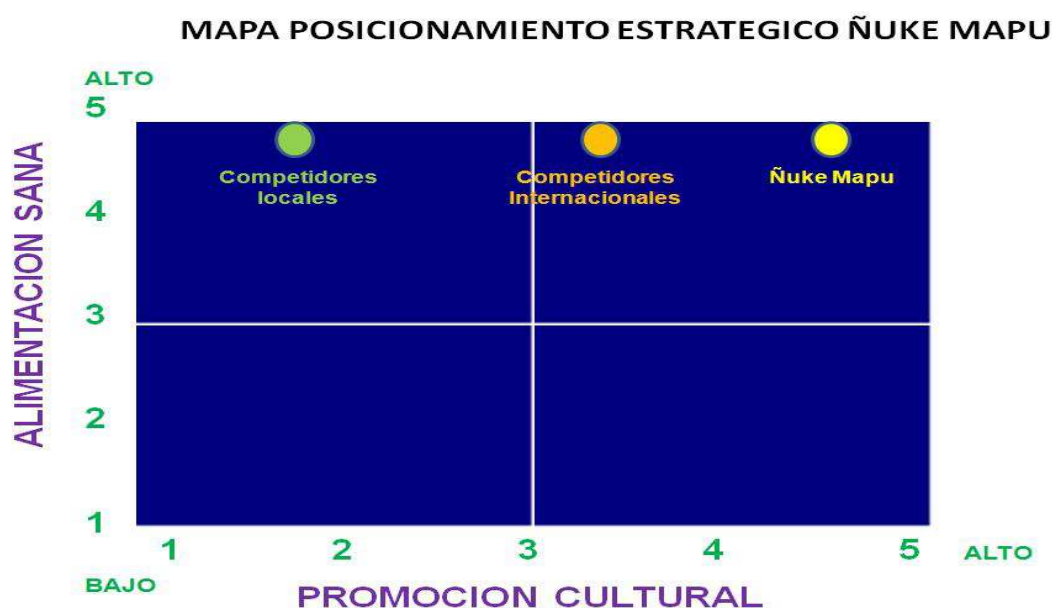 MAPA POSICIONAMIENTO ESTRATEGICO ÑUKE MAPU
ALTO
5
ALIMENTACION SANA
Competidores
locales
Competidores
Internacionales
Ñuke Mapu
4
3
2
1
1 2 3 4 5 ALTO
BAJO
PROMOCION CULTURAL